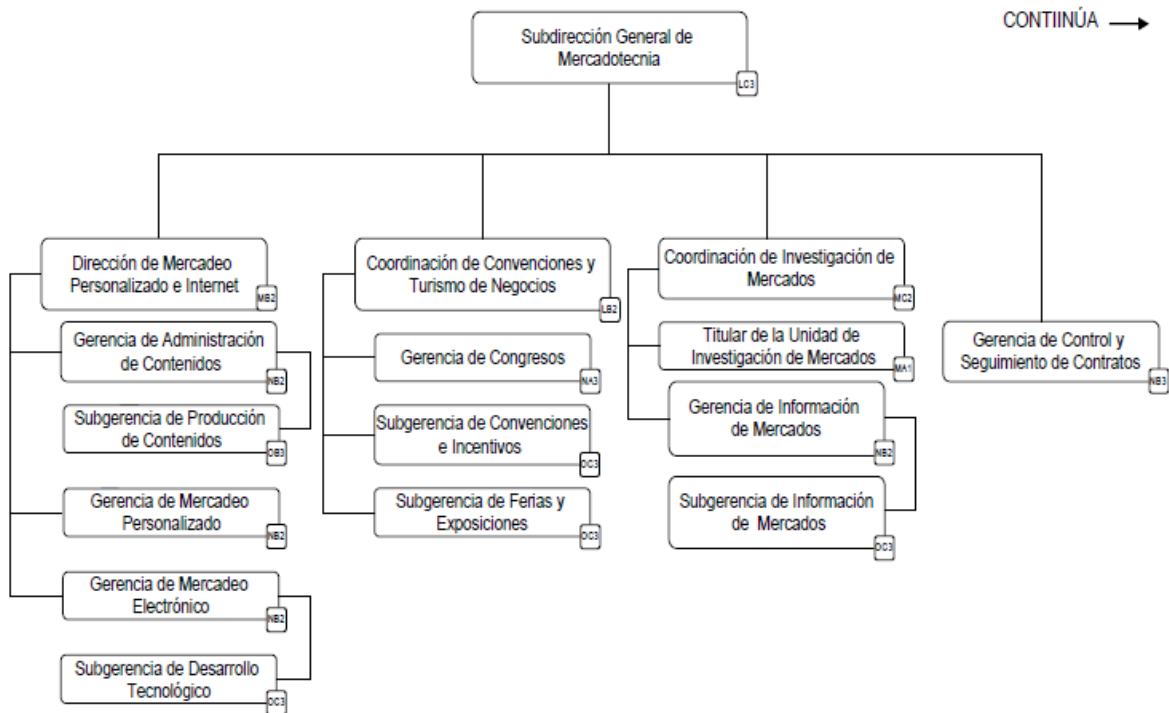 CONTIINÚA
Subdirección General de
Mercadotecnia
LC3
Dirección de Mercadeo
Personalizado e Internet
MB2
Gerencia de Administración
de Contenidos
NB2
Subgerencia de Producción
de Contenidos
OB3
Gerencia de Mercadeo
Personalizado
NB2
Gerencia de Mercadeo
Electrónico
NB2
Subgerencia de Desarrollo
Tecnológico
OC3
Coordinación de Convenciones y
Turismo de Negocios
LB2
Gerencia de Congresos
NA3
Subgerencia de Convenciones
e Incentivos
OC3
Subgerencia de Ferias y
Exposiciones
OC3
Coordinación de Investigación de
Mercados
MC2
Titular de la Unidad de
Investigación de Mercados
MA1
Gerencia de Información
de Mercados
NB2
Subgerencia de Información
de Mercados
OC3
Gerencia de Control y
Seguimiento de Contratos
NB3